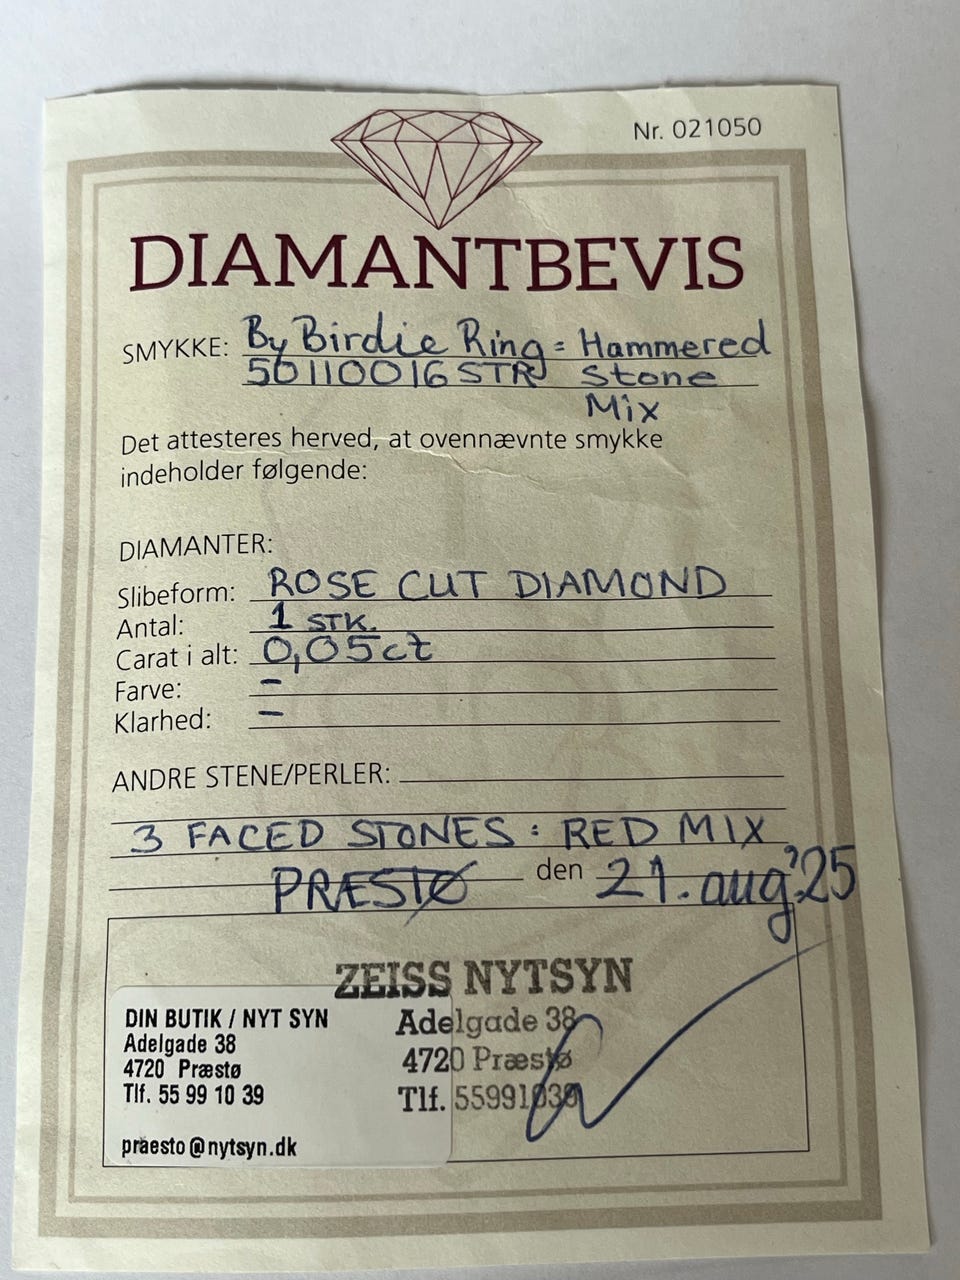 Nr. 021050
DIAMANTBEVIS
SMYKKE: By Birdie Ring = Hammered
50110016 STR Stone
Mix
Det attesteres herved, at ovennævnte smykke
indeholder følgende:
DIAMANTER:
Slibeform: ROSE CUT DIAMOND
Antal: 1 STK.
Carat i alt: 0,05ct
Farve: -
Klarhed: -
ANDRE STENE/PERLER:
3 FACED STONES : RED MIX
PRÆSTØ den 21. aug.'25
ZEISS NYTSYN
Adelgade 38
4720 Præstø
Tlf. 55991039
DIN BUTIK / NYT SYN
Adelgade 38
4720 Præstø
Tlf. 55 99 10 39
praesto@nytsyn.dk